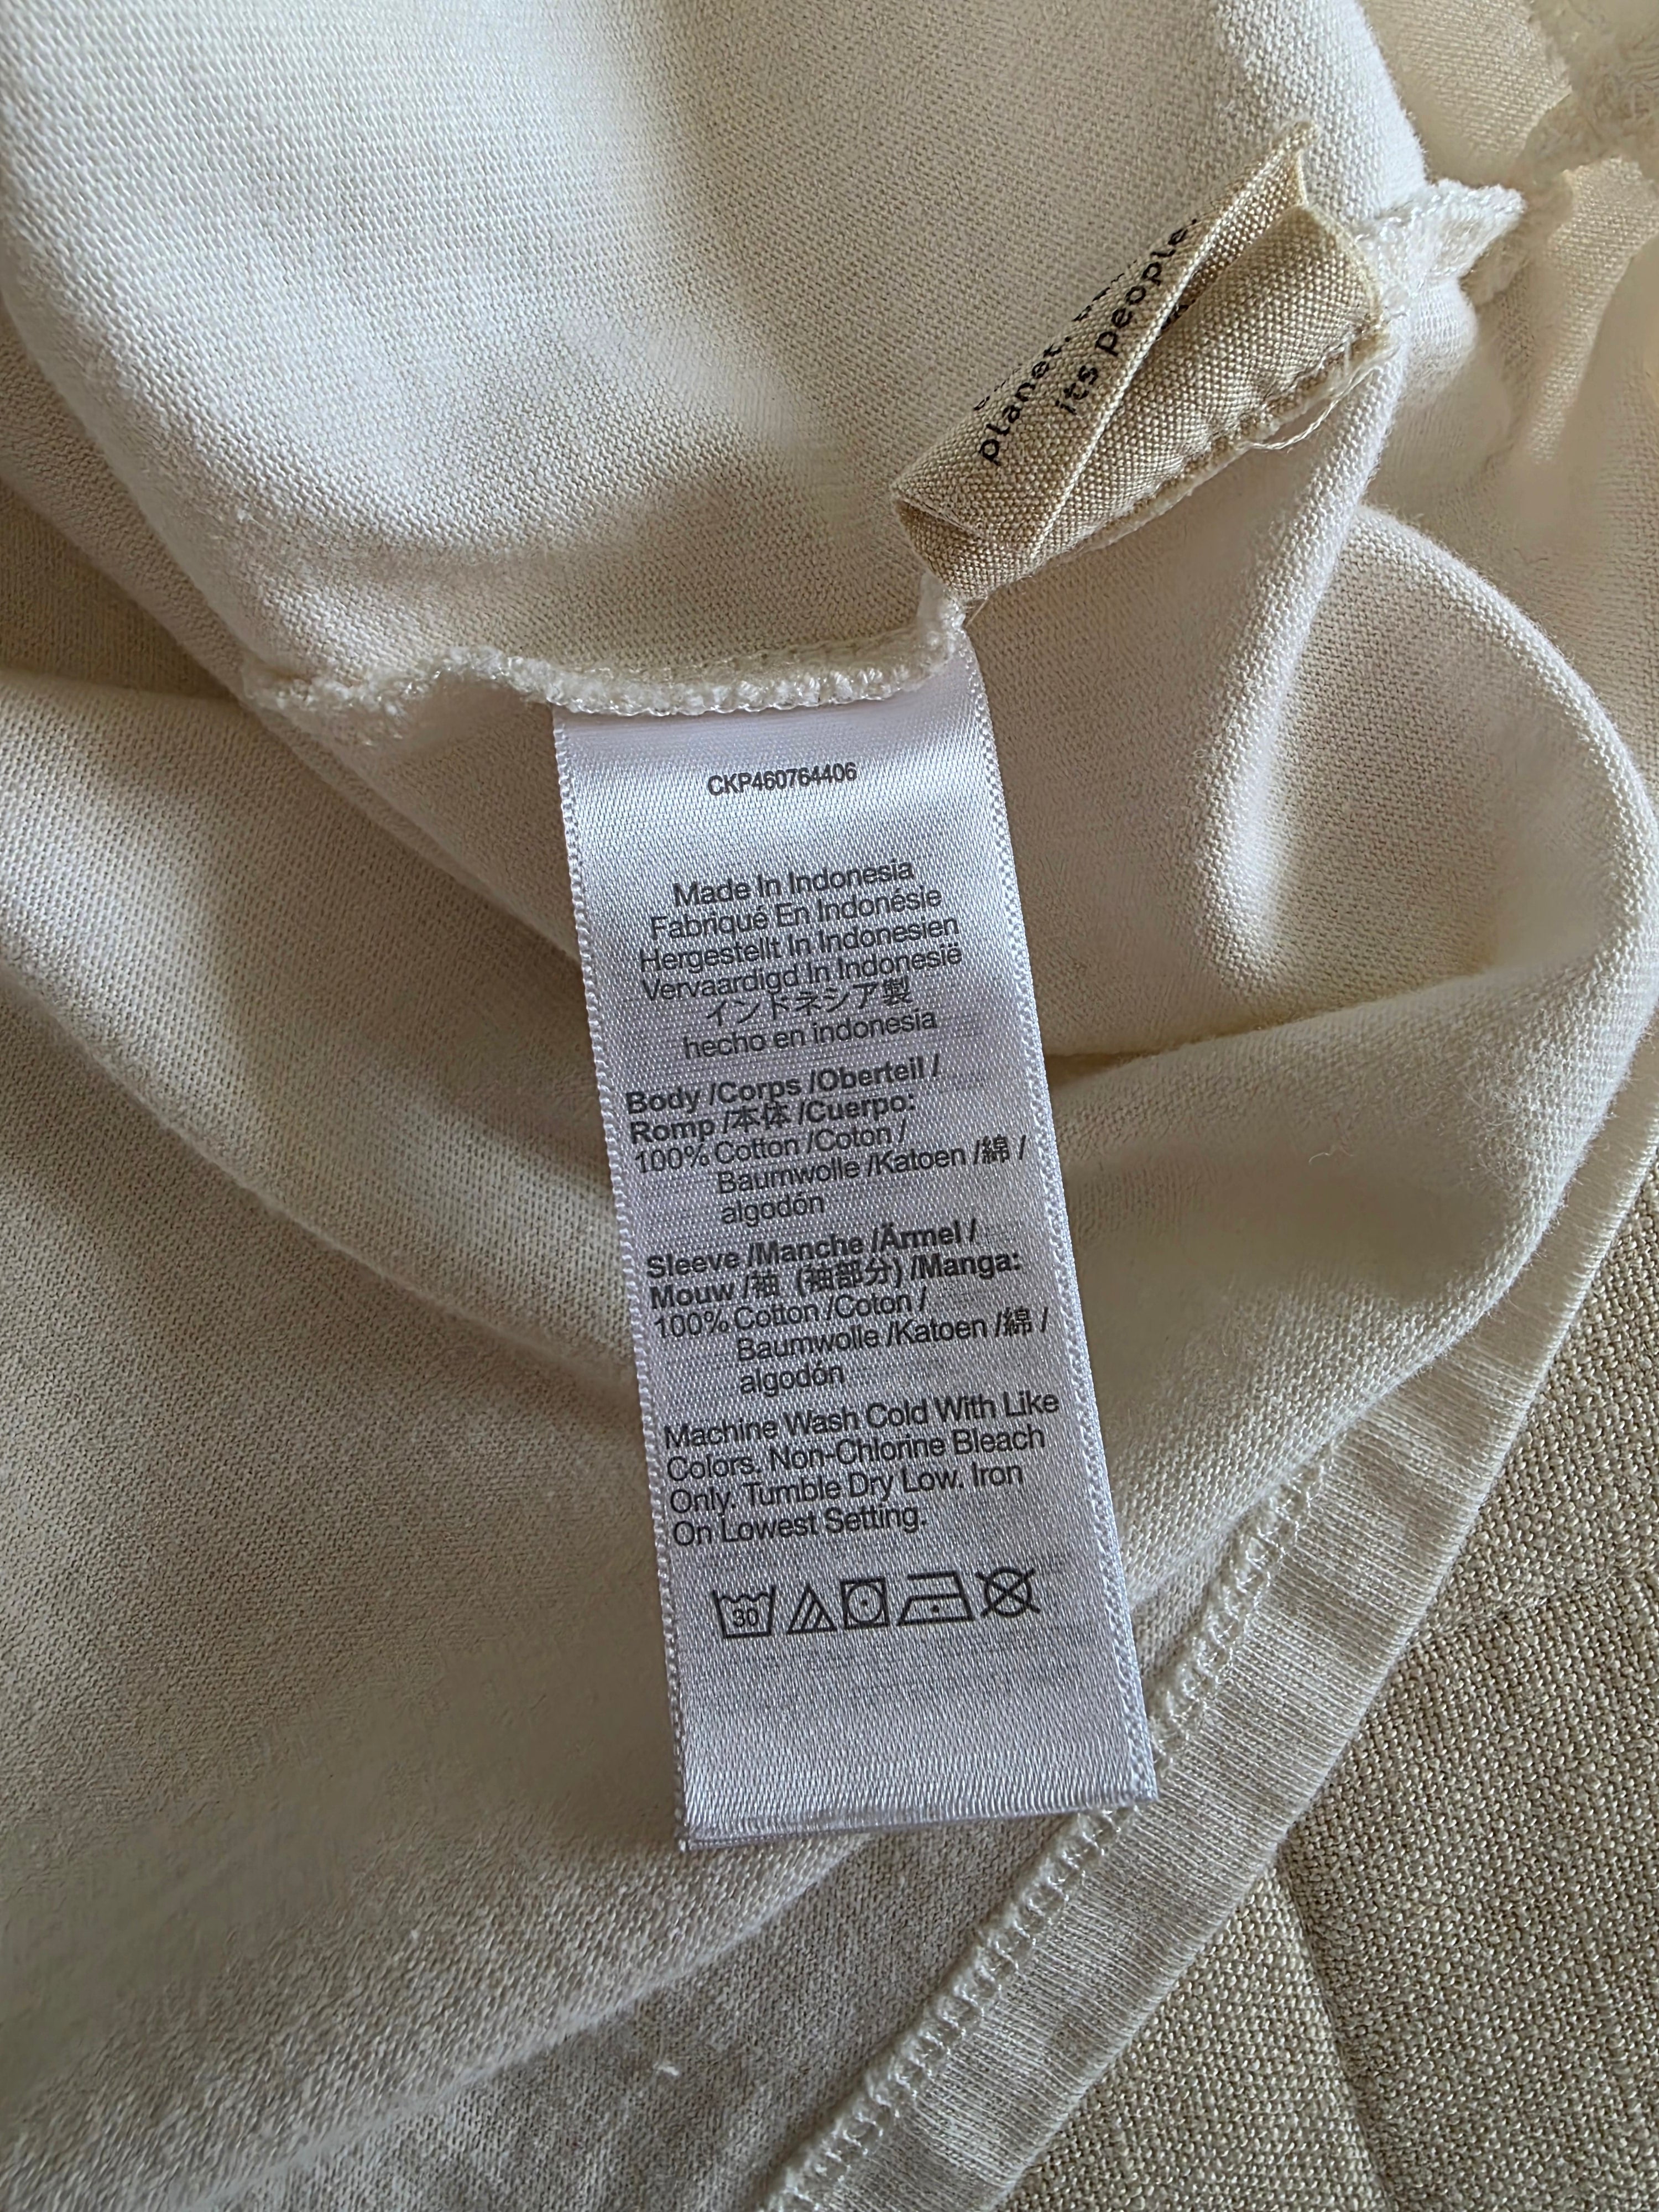 planet.
its people.
CKP460764406
Made In Indonesia
Fabriqué En Indonésie
Hergestellt In Indonesien
Vervaardigd In Indonesië
インドネシア製
hecho en indonesia
Body /Corps /Oberteil /
Romp /本体 /Cuerpo:
100% Cotton /Coton /
Baumwolle /Katoen /綿 /
algodón
Sleeve /Manche /Ärmel /
Mouw /袖 (袖部分) /Manga:
100% Cotton /Coton /
Baumwolle /Katoen /綿 /
algodón
Machine Wash Cold With Like
Colors. Non-Chlorine Bleach
Only. Tumble Dry Low. Iron
On Lowest Setting.
30